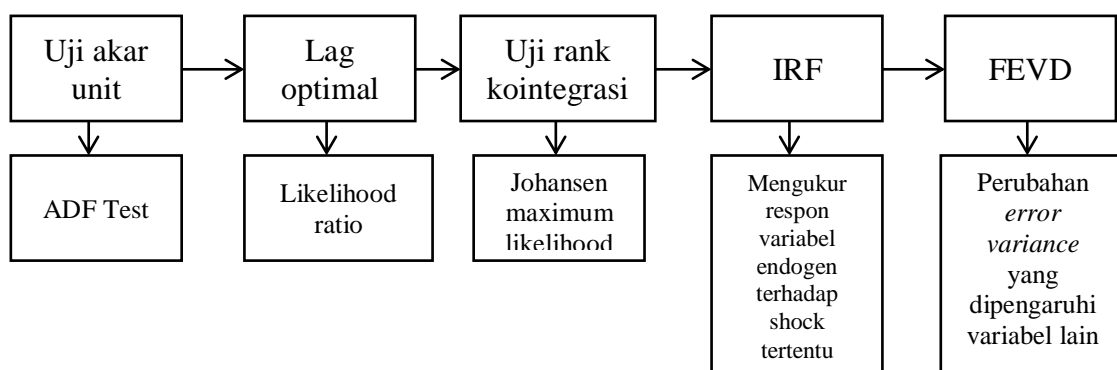 Uji akar
unit
Lag
optimal
Uji rank
kointegrasi
IRF
FEVD
ADF Test
Likelihood
ratio
Johansen
maximum
likelihood
Mengukur
respon
variabel
endogen
terhadap
shock
tertentu
Perubahan
error
variance
yang
dipengaruhi
variabel lain